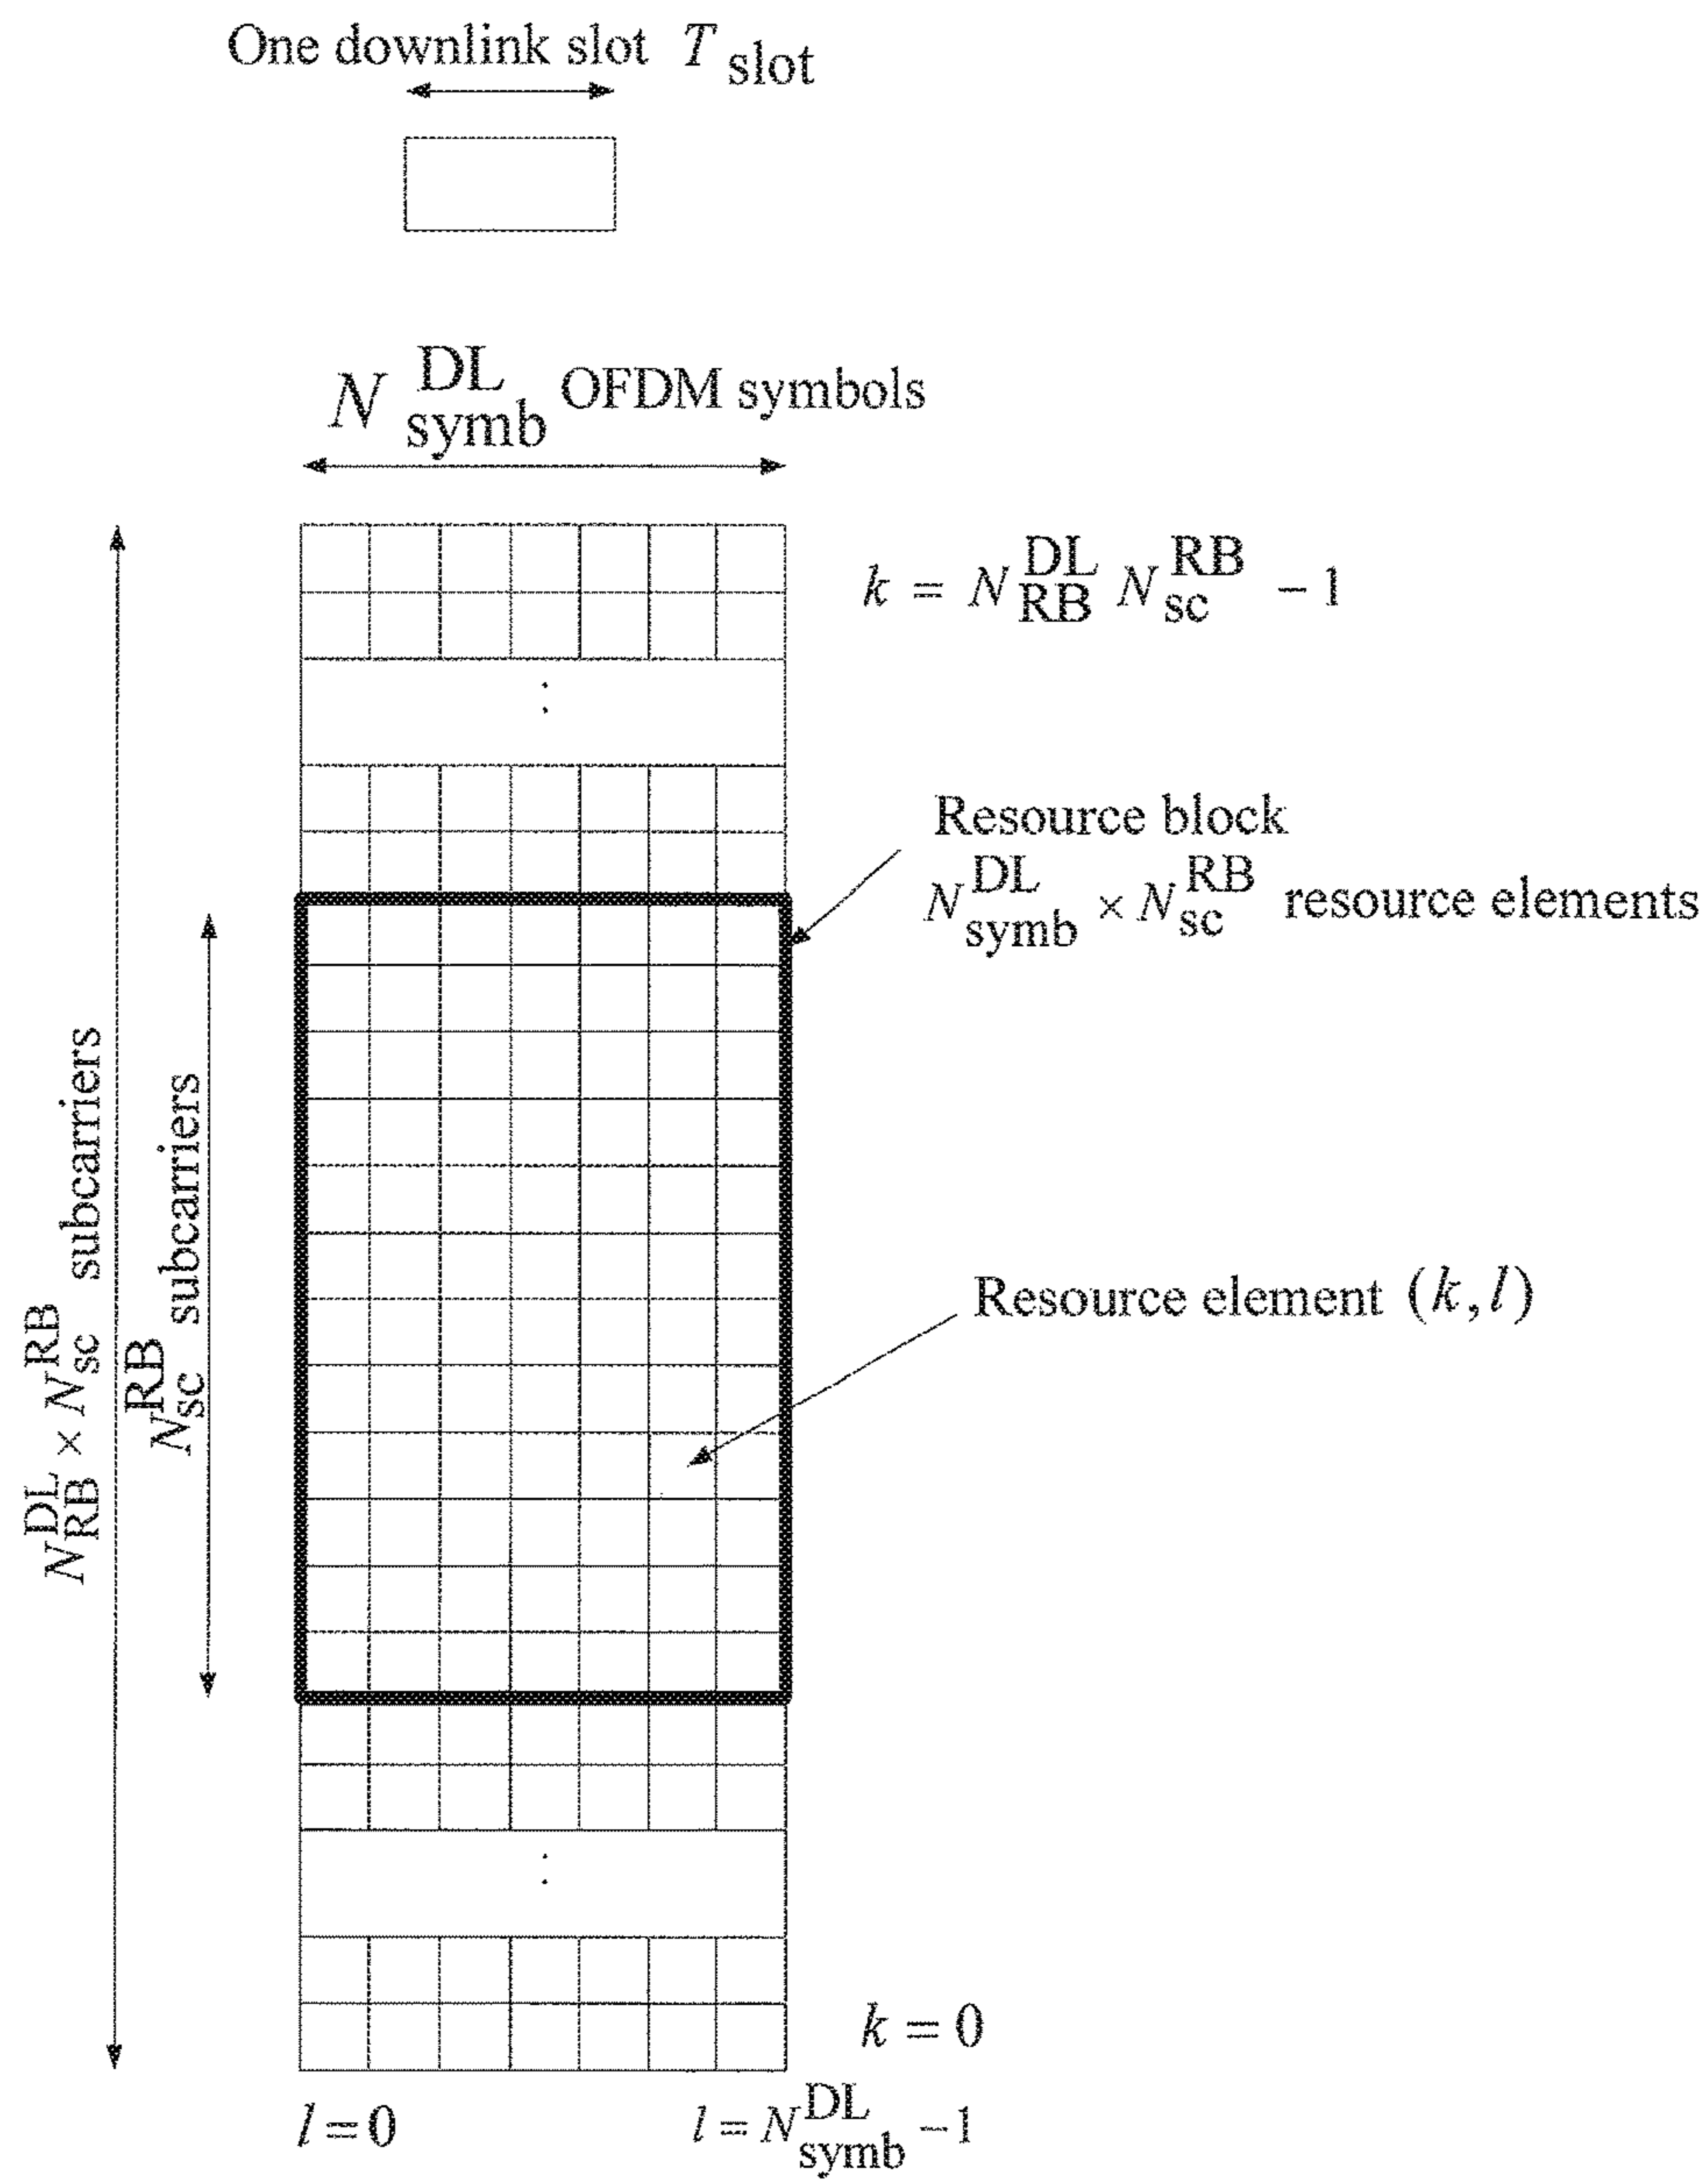 One downlink slot T slot
N DL symb OFDM symbols
k = N DL RB N RB sc − 1
Resource block
N DL symb × N RB sc resource elements
N DL RB × N RB sc subcarriers
N RB sc subcarriers
Resource element (k, l)
k = 0
l = 0
l = N DL symb − 1